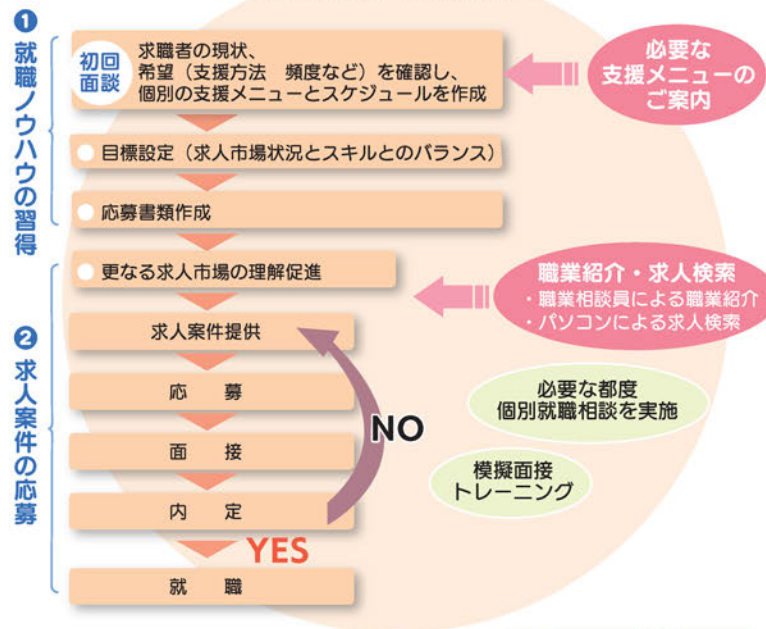 ❶
就職ノウハウの習得
初回
面談
求職者の現状、
希望（支援方法　頻度など）を確認し、
個別の支援メニューとスケジュールを作成
必要な
支援メニューの
ご案内
目標設定（求人市場状況とスキルとのバランス）
応募書類作成
❷
求人案件の応募
更なる求人市場の理解促進
職業紹介・求人検索
・職業相談員による職業紹介
・パソコンによる求人検索
求人案件提供
応　募
必要な都度
個別就職相談を実施
NO
面　接
模擬面接
トレーニング
内　定
YES
就　職